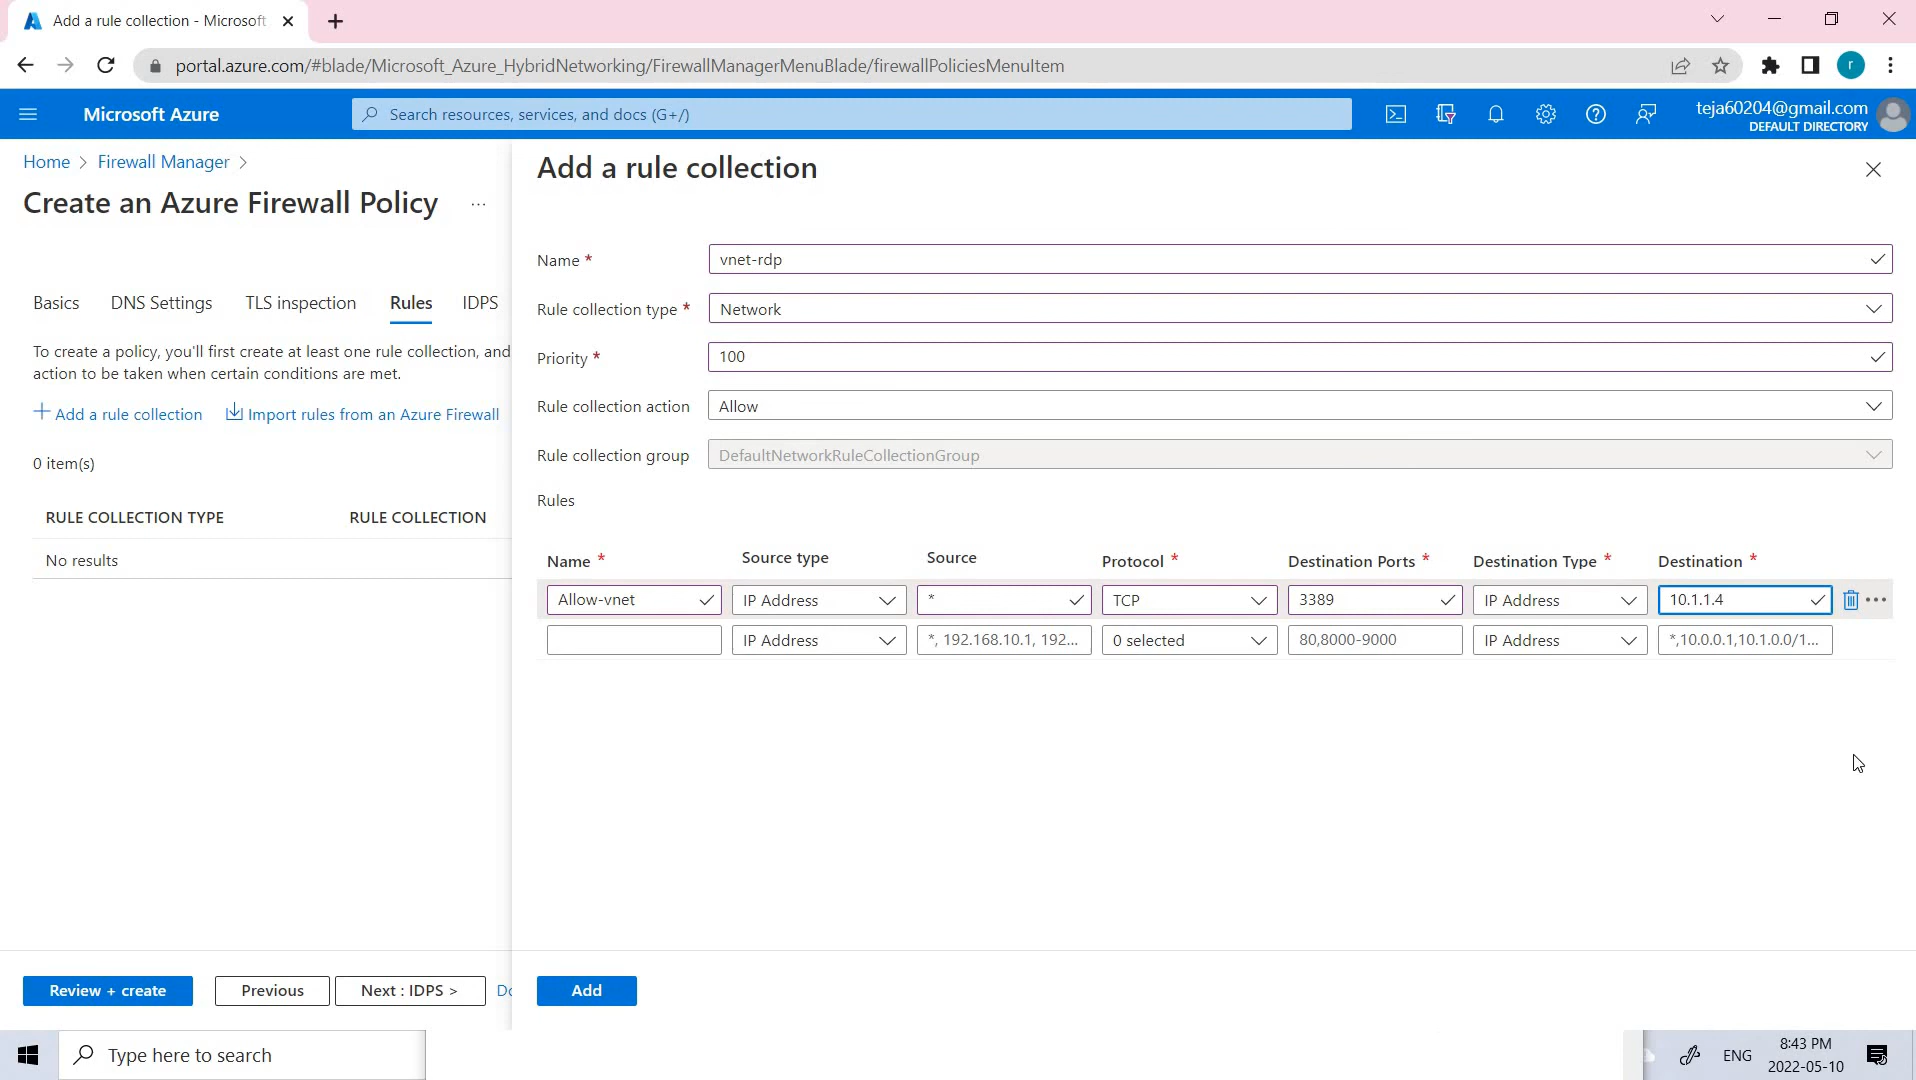 Add a rule collection - Microsoft
portal.azure.com/#blade/Microsoft_Azure_HybridNetworking/FirewallManagerMenuBlade/firewallPoliciesMenuItem
r
Microsoft Azure
Search resources, services, and docs (G+/)
teja60204@gmail.com
DEFAULT DIRECTORY
Home > Firewall Manager >
Create an Azure Firewall Policy ...
Basics DNS Settings TLS inspection Rules IDPS
To create a policy, you'll first create at least one rule collection, and
action to be taken when certain conditions are met.
+ Add a rule collection Import rules from an Azure Firewall
0 item(s)
RULE COLLECTION TYPE RULE COLLECTION
No results
Review + create Previous Next : IDPS >
Add a rule collection
Name * vnet-rdp
Rule collection type * Network
Priority * 100
Rule collection action Allow
Rule collection group DefaultNetworkRuleCollectionGroup
Rules
Name * Source type Source Protocol * Destination Ports * Destination Type * Destination *
Allow-vnet IP Address * TCP 3389 IP Address 10.1.1.4
IP Address *, 192.168.10.1, 192... 0 selected 80,8000-9000 IP Address *,10.0.0.1,10.1.0.0/1...
Add
Type here to search
ENG
8:43 PM
2022-05-10